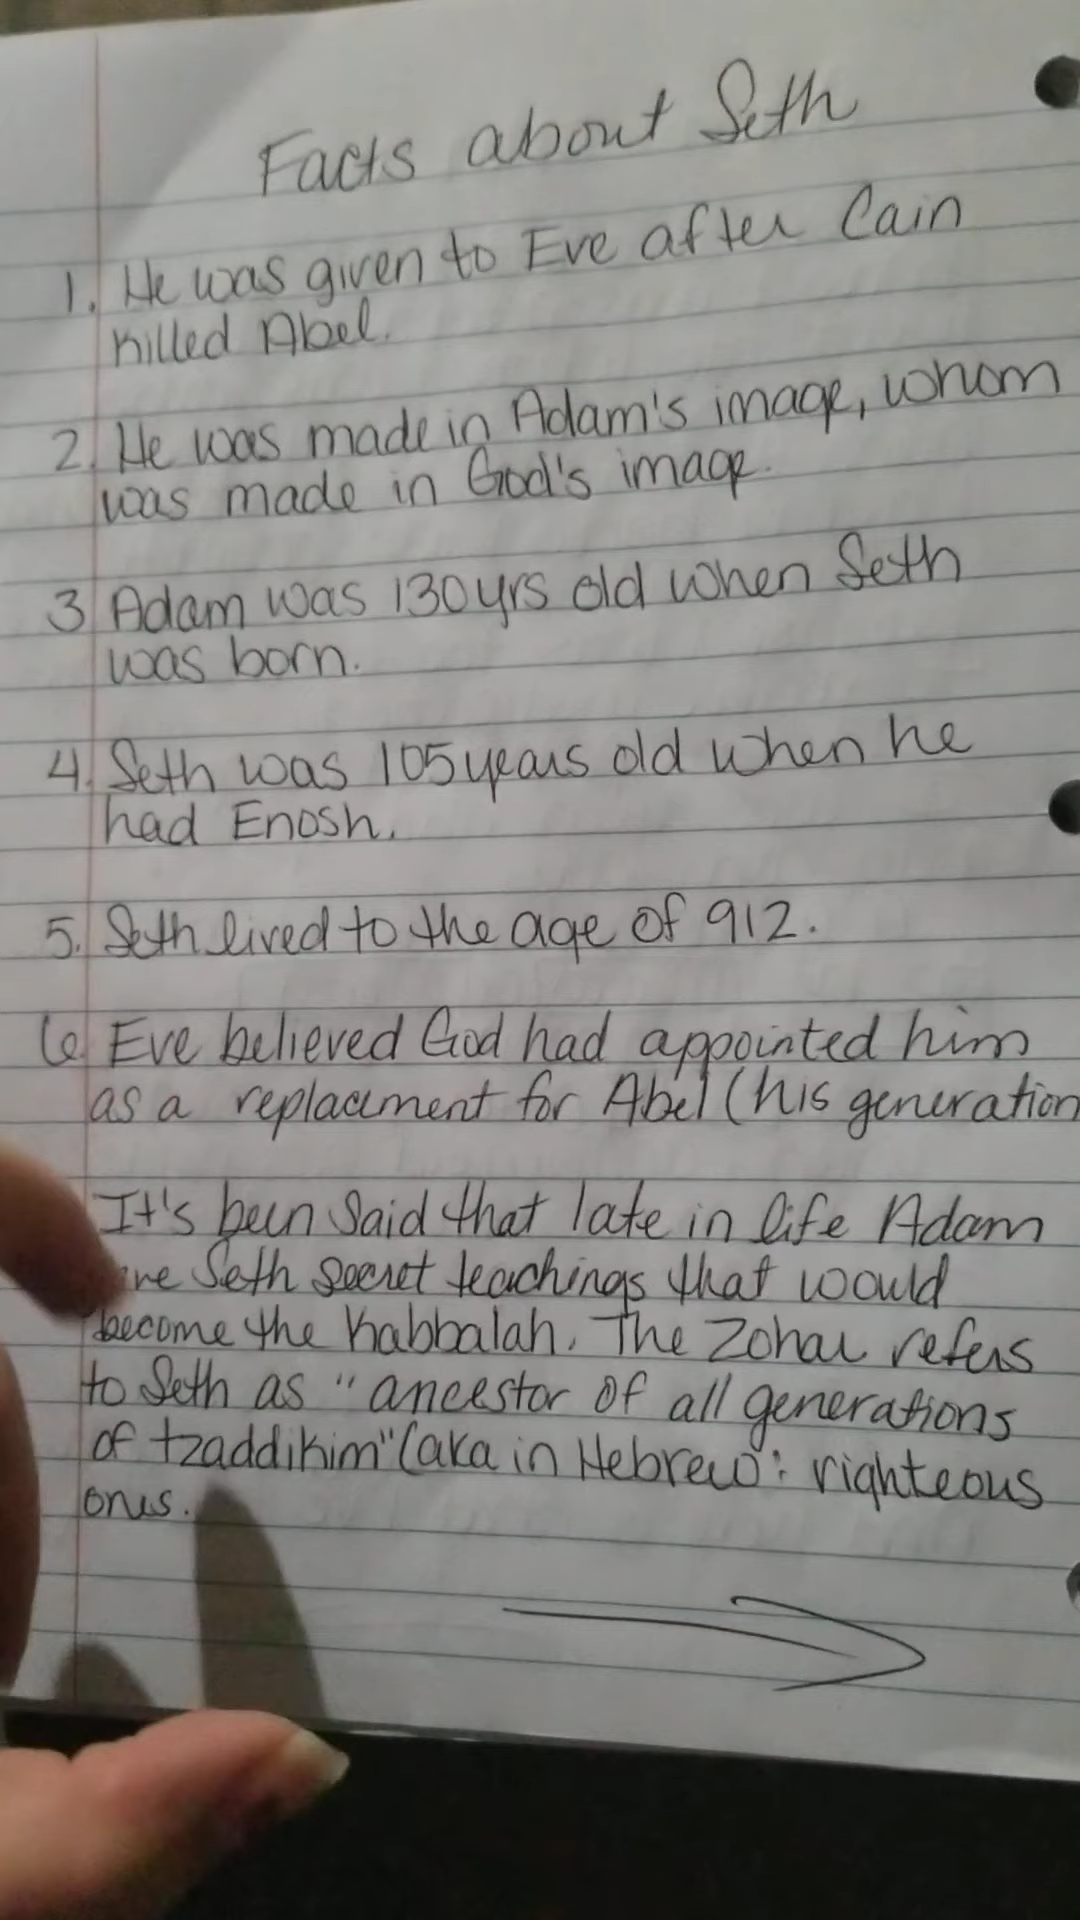 Facts about Seth
1. He was given to Eve after Cain
killed Abel.
2. He was made in Adam's image, whom
was made in God's image.
3 Adam was 130yrs old when Seth
was born.
4. Seth was 105 years old when he
had Enosh.
5. Seth lived to the age of 912.
6. Eve believed God had appointed him
as a replacement for Abel (his generation
It's been said that late in life Adam
Seth secret teachings that would
become the Kabbalah. The Zohar refers
to Seth as "ancestor of all generations
of tzaddikim" (aka in Hebrew: righteous
ones.